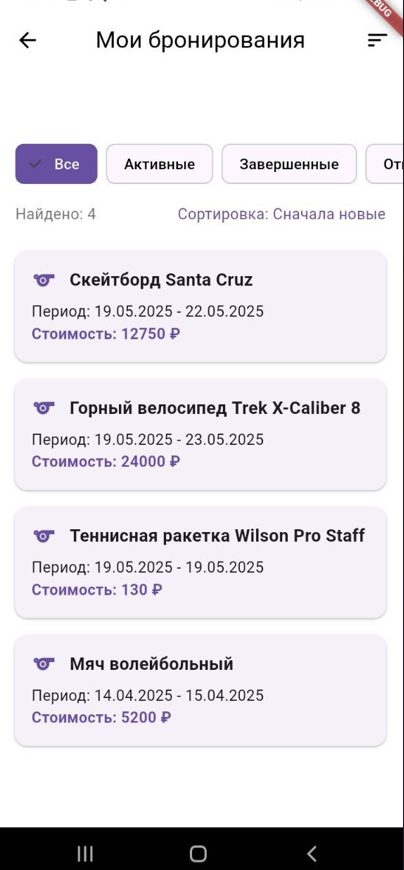 Мои бронирования
Все
Активные
Завершенные
Найдено: 4
Сортировка: Сначала новые
Скейтборд Santa Cruz
Период: 19.05.2025 - 22.05.2025
Стоимость: 12750 ₽
Горный велосипед Trek X-Caliber 8
Период: 19.05.2025 - 23.05.2025
Стоимость: 24000 ₽
Теннисная ракетка Wilson Pro Staff
Период: 19.05.2025 - 19.05.2025
Стоимость: 130 ₽
Мяч волейбольный
Период: 14.04.2025 - 15.04.2025
Стоимость: 5200 ₽